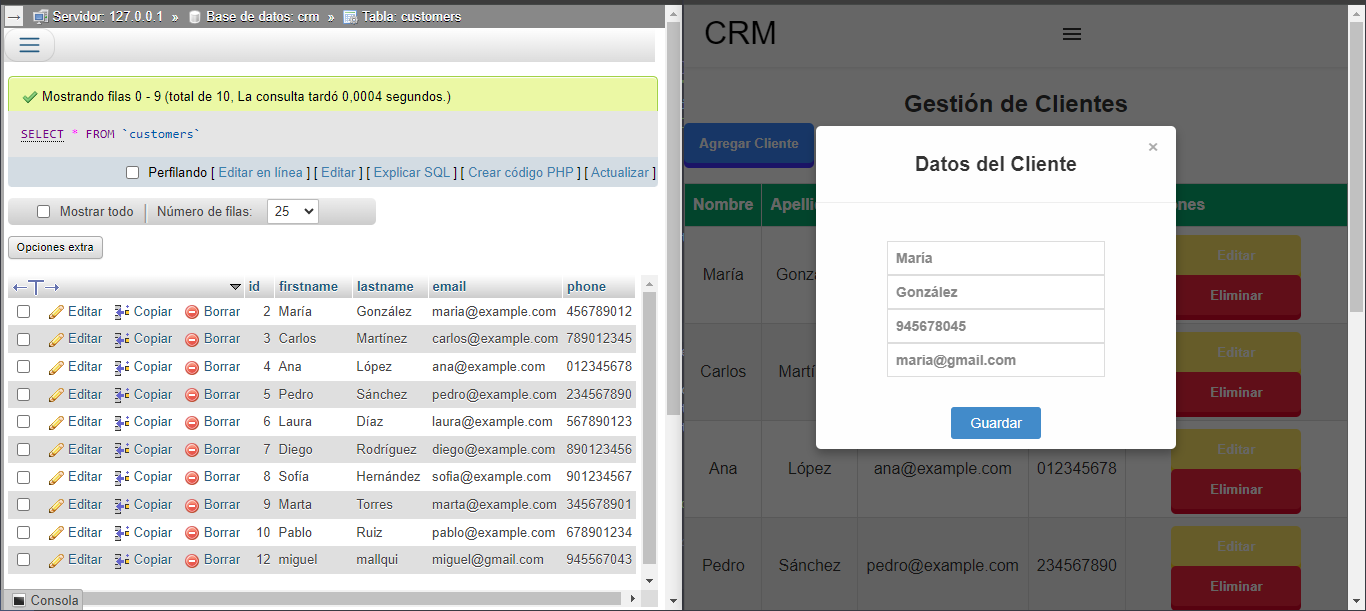 Servidor: 127.0.0.1 » Base de datos: crm » Tabla: customers
Mostrando filas 0 - 9 (total de 10, La consulta tardó 0,0004 segundos.)
SELECT * FROM `customers`
Perfilando [ Editar en línea ] [ Editar ] [ Explicar SQL ] [ Crear código PHP ] [ Actualizar ]
Mostrar todo Número de filas: 25
Opciones extra
←T→ id firstname lastname email phone
Editar Copiar Borrar 2 María González maria@example.com 456789012
Editar Copiar Borrar 3 Carlos Martínez carlos@example.com 789012345
Editar Copiar Borrar 4 Ana López ana@example.com 012345678
Editar Copiar Borrar 5 Pedro Sánchez pedro@example.com 234567890
Editar Copiar Borrar 6 Laura Díaz laura@example.com 567890123
Editar Copiar Borrar 7 Diego Rodríguez diego@example.com 890123456
Editar Copiar Borrar 8 Sofía Hernández sofia@example.com 901234567
Editar Copiar Borrar 9 Marta Torres marta@example.com 345678901
Editar Copiar Borrar 10 Pablo Ruiz pablo@example.com 678901234
Editar Copiar Borrar 12 miguel mallqui miguel@gmail.com 945567043
Consola
CRM
Gestión de Clientes
Agregar Cliente
Nombre Apelli nes
María Gonzá Editar
Eliminar
Carlos Martí Editar
Eliminar
Ana López ana@example.com 012345678 Editar
Eliminar
Pedro Sánchez pedro@example.com 234567890 Editar
Eliminar
×
Datos del Cliente
María
González
945678045
maria@gmail.com
Guardar